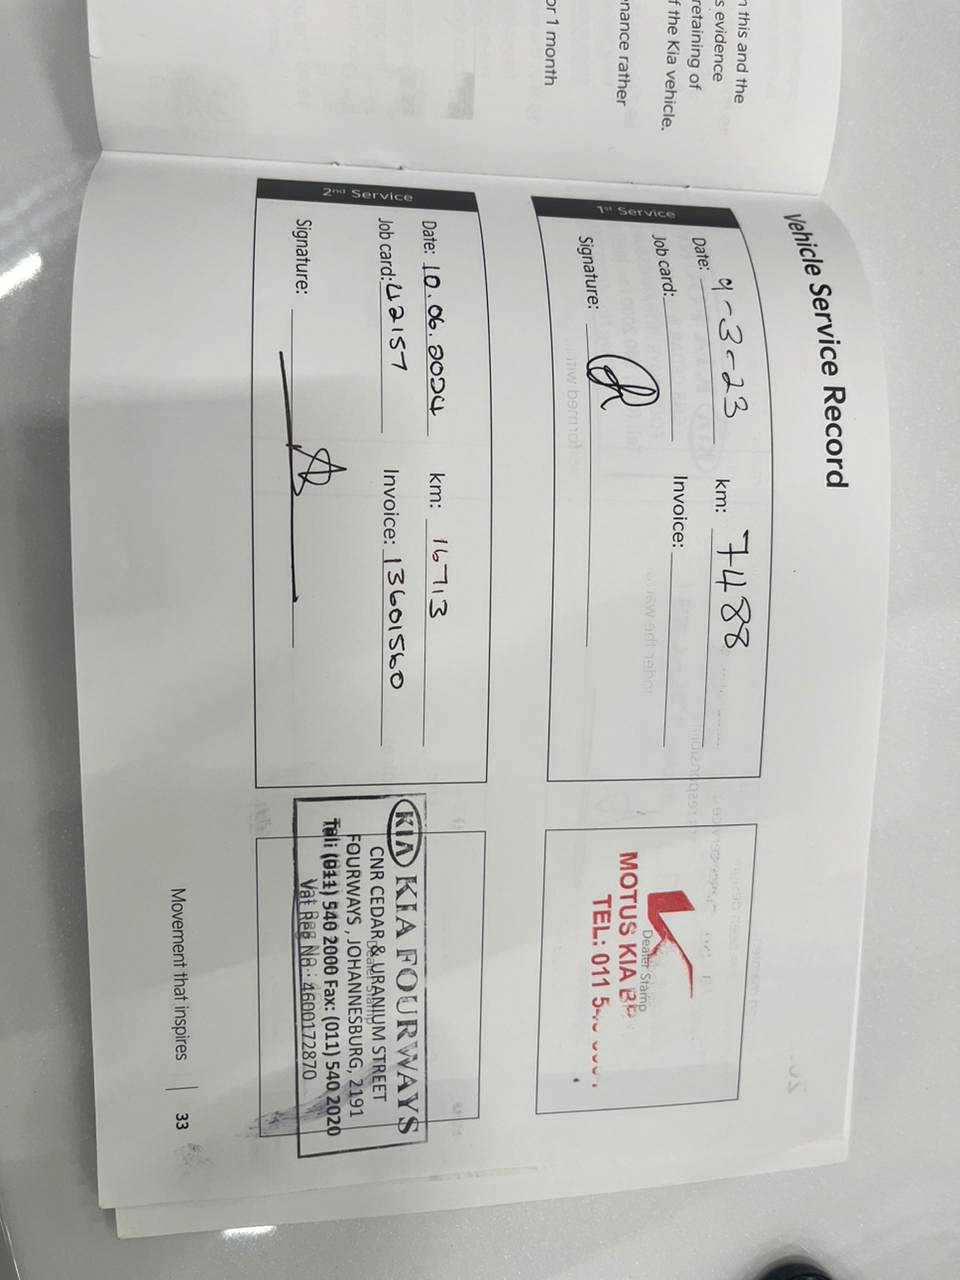 n this and the
s evidence
retaining of
f the Kia vehicle.
nance rather
or 1 month
Vehicle Service Record
1st Service
Date: 9-3-23 km: 7488
Job card: Invoice:
Signature:
Dealer Stamp
MOTUS KIA
TEL: 011
2nd Service
Date: 10.06.2024 km: 16713
Job card: 42157 Invoice: 13601560
Signature:
Dealer Stamp
KIA KIA FOURWAYS
CNR CEDAR & URANIUM STREET
FOURWAYS, JOHANNESBURG, 2191
Tel: (011) 540 2000 Fax: (011) 540 2020
Vat Reg No.: 4600172870
Movement that inspires | 33